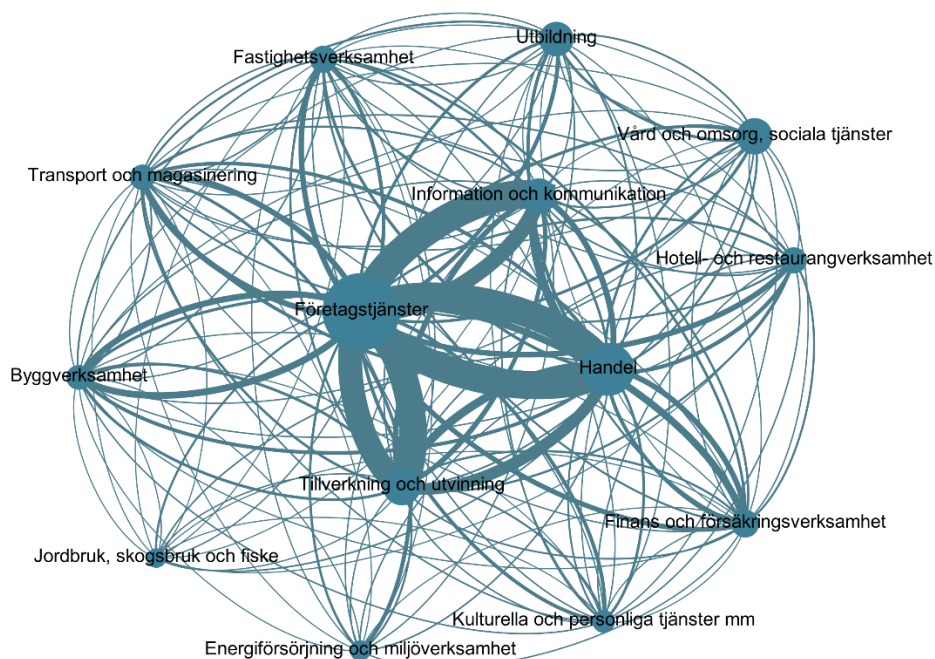 Utbildning
Fastighetsverksamhet
Vård och omsorg, sociala tjänster
Transport och magasinering
Information och kommunikation
Hotell- och restaurangverksamhet
Företagstjänster
Handel
Byggverksamhet
Tillverkning och utvinning
Finans och försäkringsverksamhet
Jordbruk, skogsbruk och fiske
Kulturella och personliga tjänster mm
Energiförsörjning och miljöverksamhet